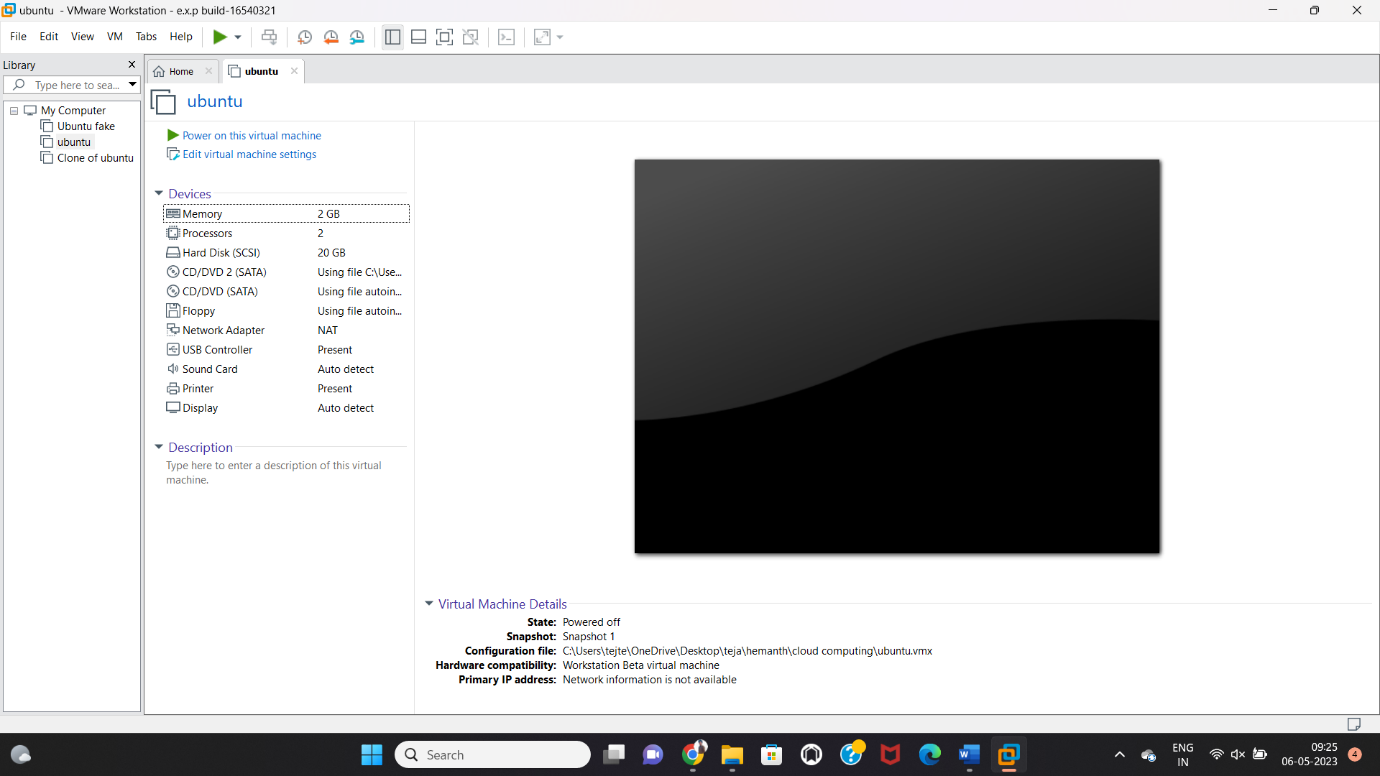 ubuntu - VMware Workstation - e.x.p build-16540321
File Edit View VM Tabs Help
Library
Type here to sea...
My Computer
Ubuntu fake
ubuntu
Clone of ubuntu
Home
ubuntu
ubuntu
Power on this virtual machine
Edit virtual machine settings
Devices
Memory 2 GB
Processors 2
Hard Disk (SCSI) 20 GB
CD/DVD 2 (SATA) Using file C:\Use...
CD/DVD (SATA) Using file autoin...
Floppy Using file autoin...
Network Adapter NAT
USB Controller Present
Sound Card Auto detect
Printer Present
Display Auto detect
Description
Type here to enter a description of this virtual
machine.
Virtual Machine Details
State: Powered off
Snapshot: Snapshot 1
Configuration file: C:\Users\tejte\OneDrive\Desktop\teja\hemanth\cloud computing\ubuntu.vmx
Hardware compatibility: Workstation Beta virtual machine
Primary IP address: Network information is not available
Search
ENG
IN
09:25
06-05-2023
4